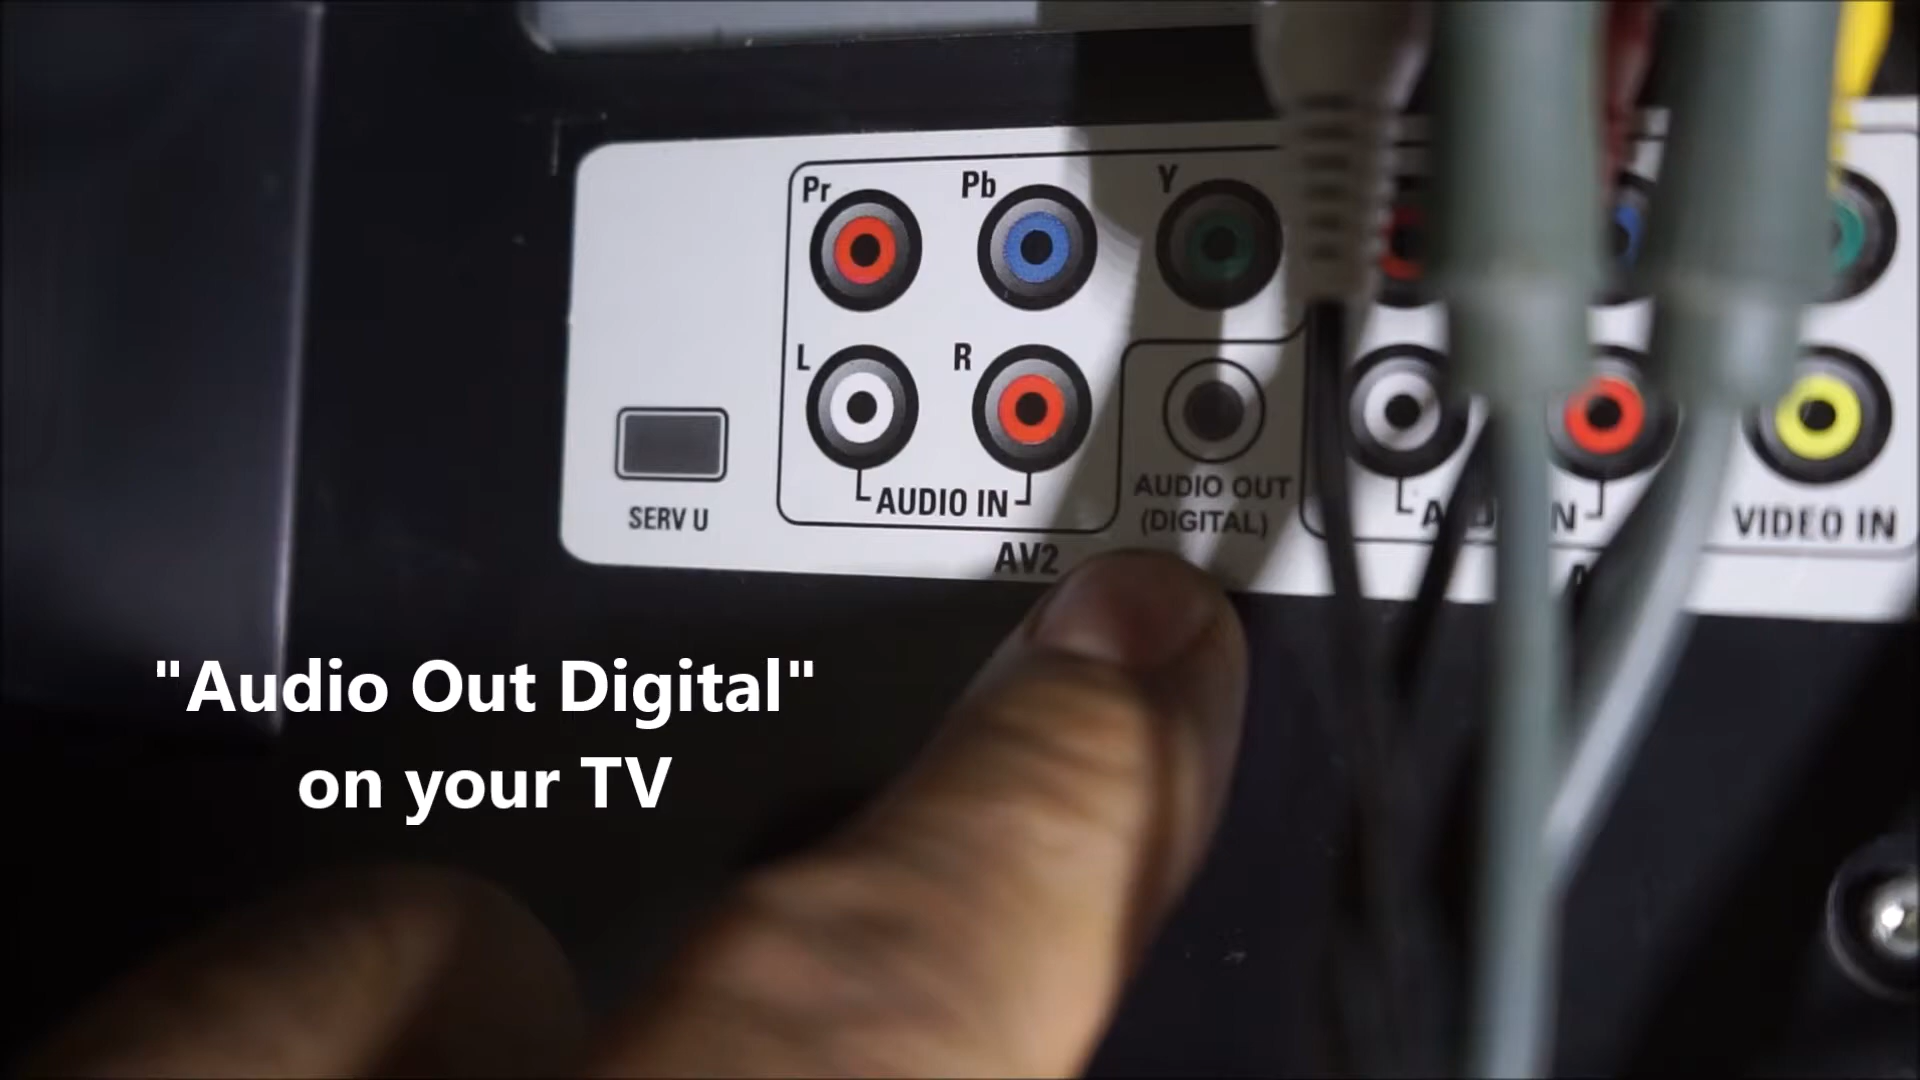 Pr Pb Y
L R
AUDIO IN
SERV U
AV2
AUDIO OUT
(DIGITAL)
VIDEO IN
"Audio Out Digital"
on your TV